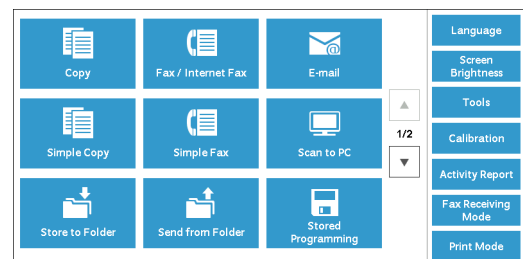 Copy
Fax / Internet Fax
E-mail
Simple Copy
Simple Fax
Scan to PC
Store to Folder
Send from Folder
Stored
Programming
1/2
Language
Screen
Brightness
Tools
Calibration
Activity Report
Fax Receiving
Mode
Print Mode